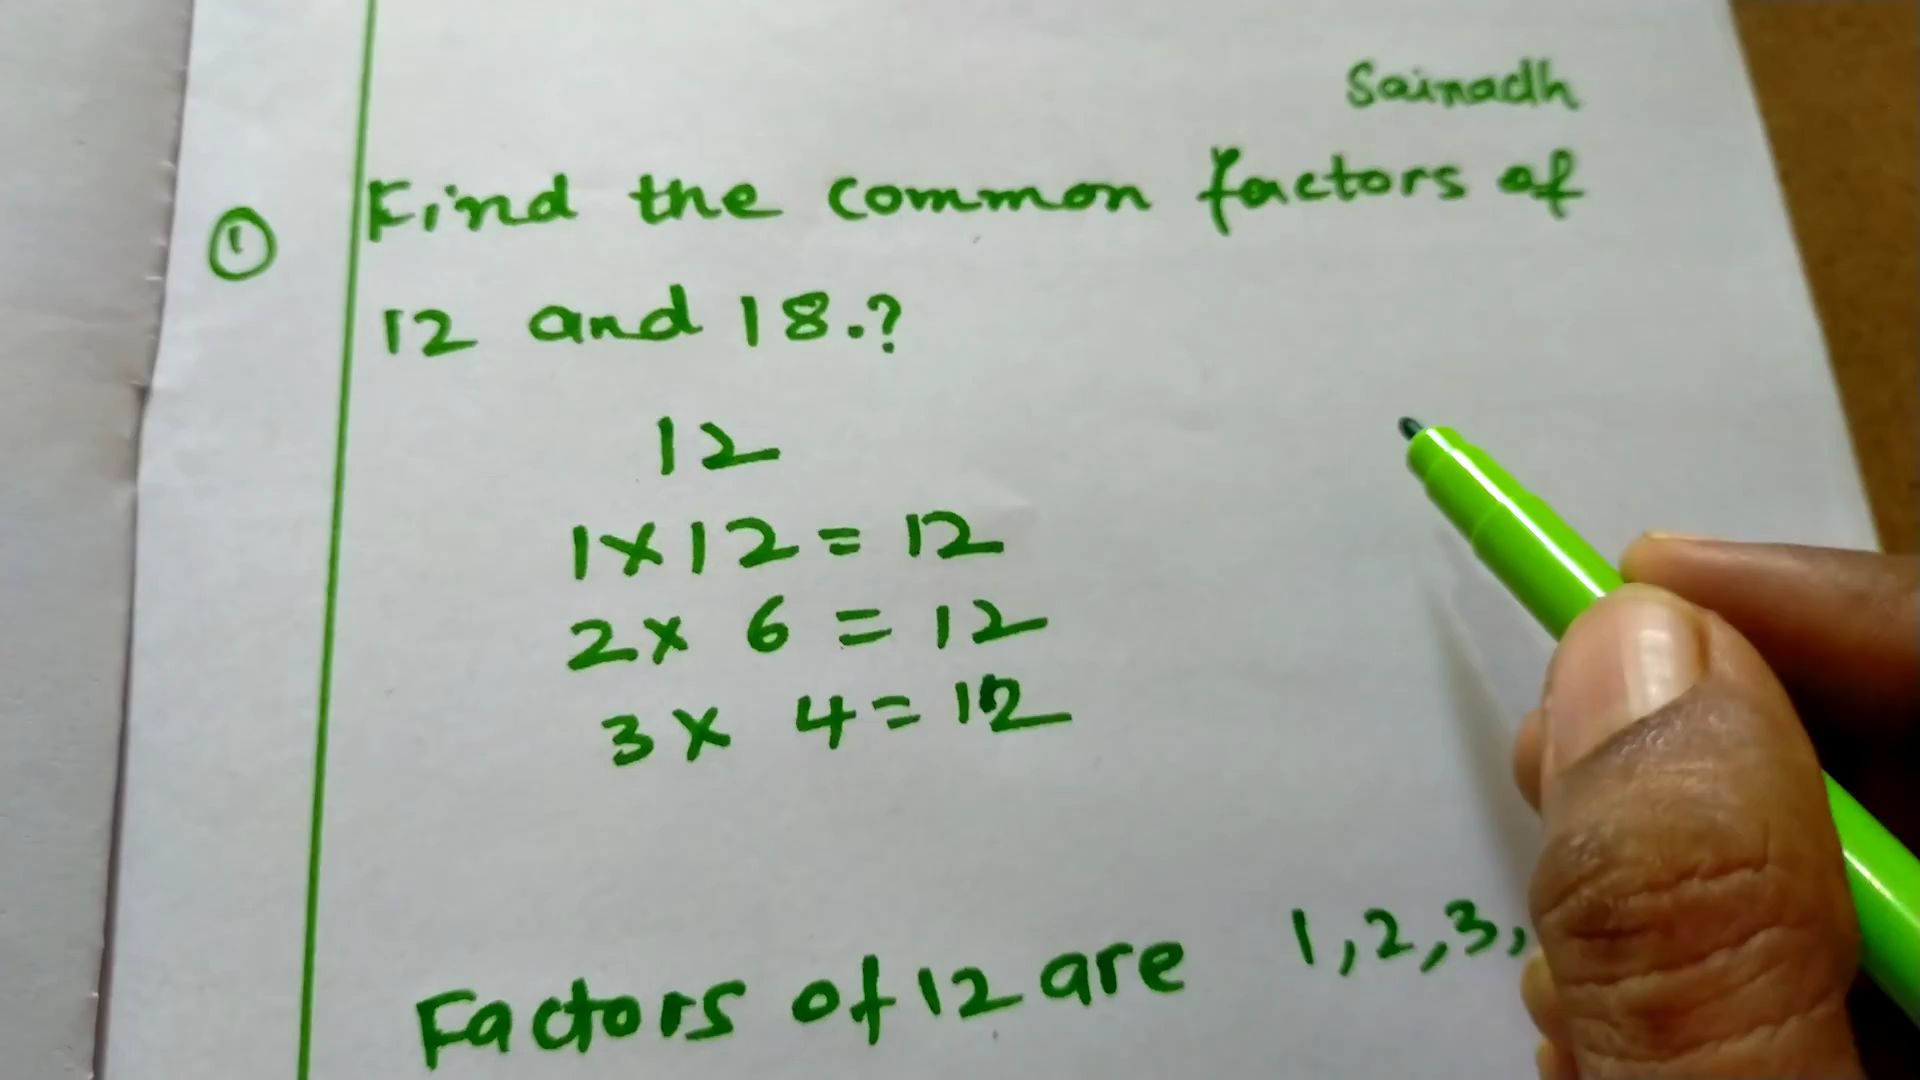 Sainadh
① Find the common factors of
12 and 18.?
12
1×12=12
2× 6 = 12
3× 4=12
Factors of 12 are 1,2,3,